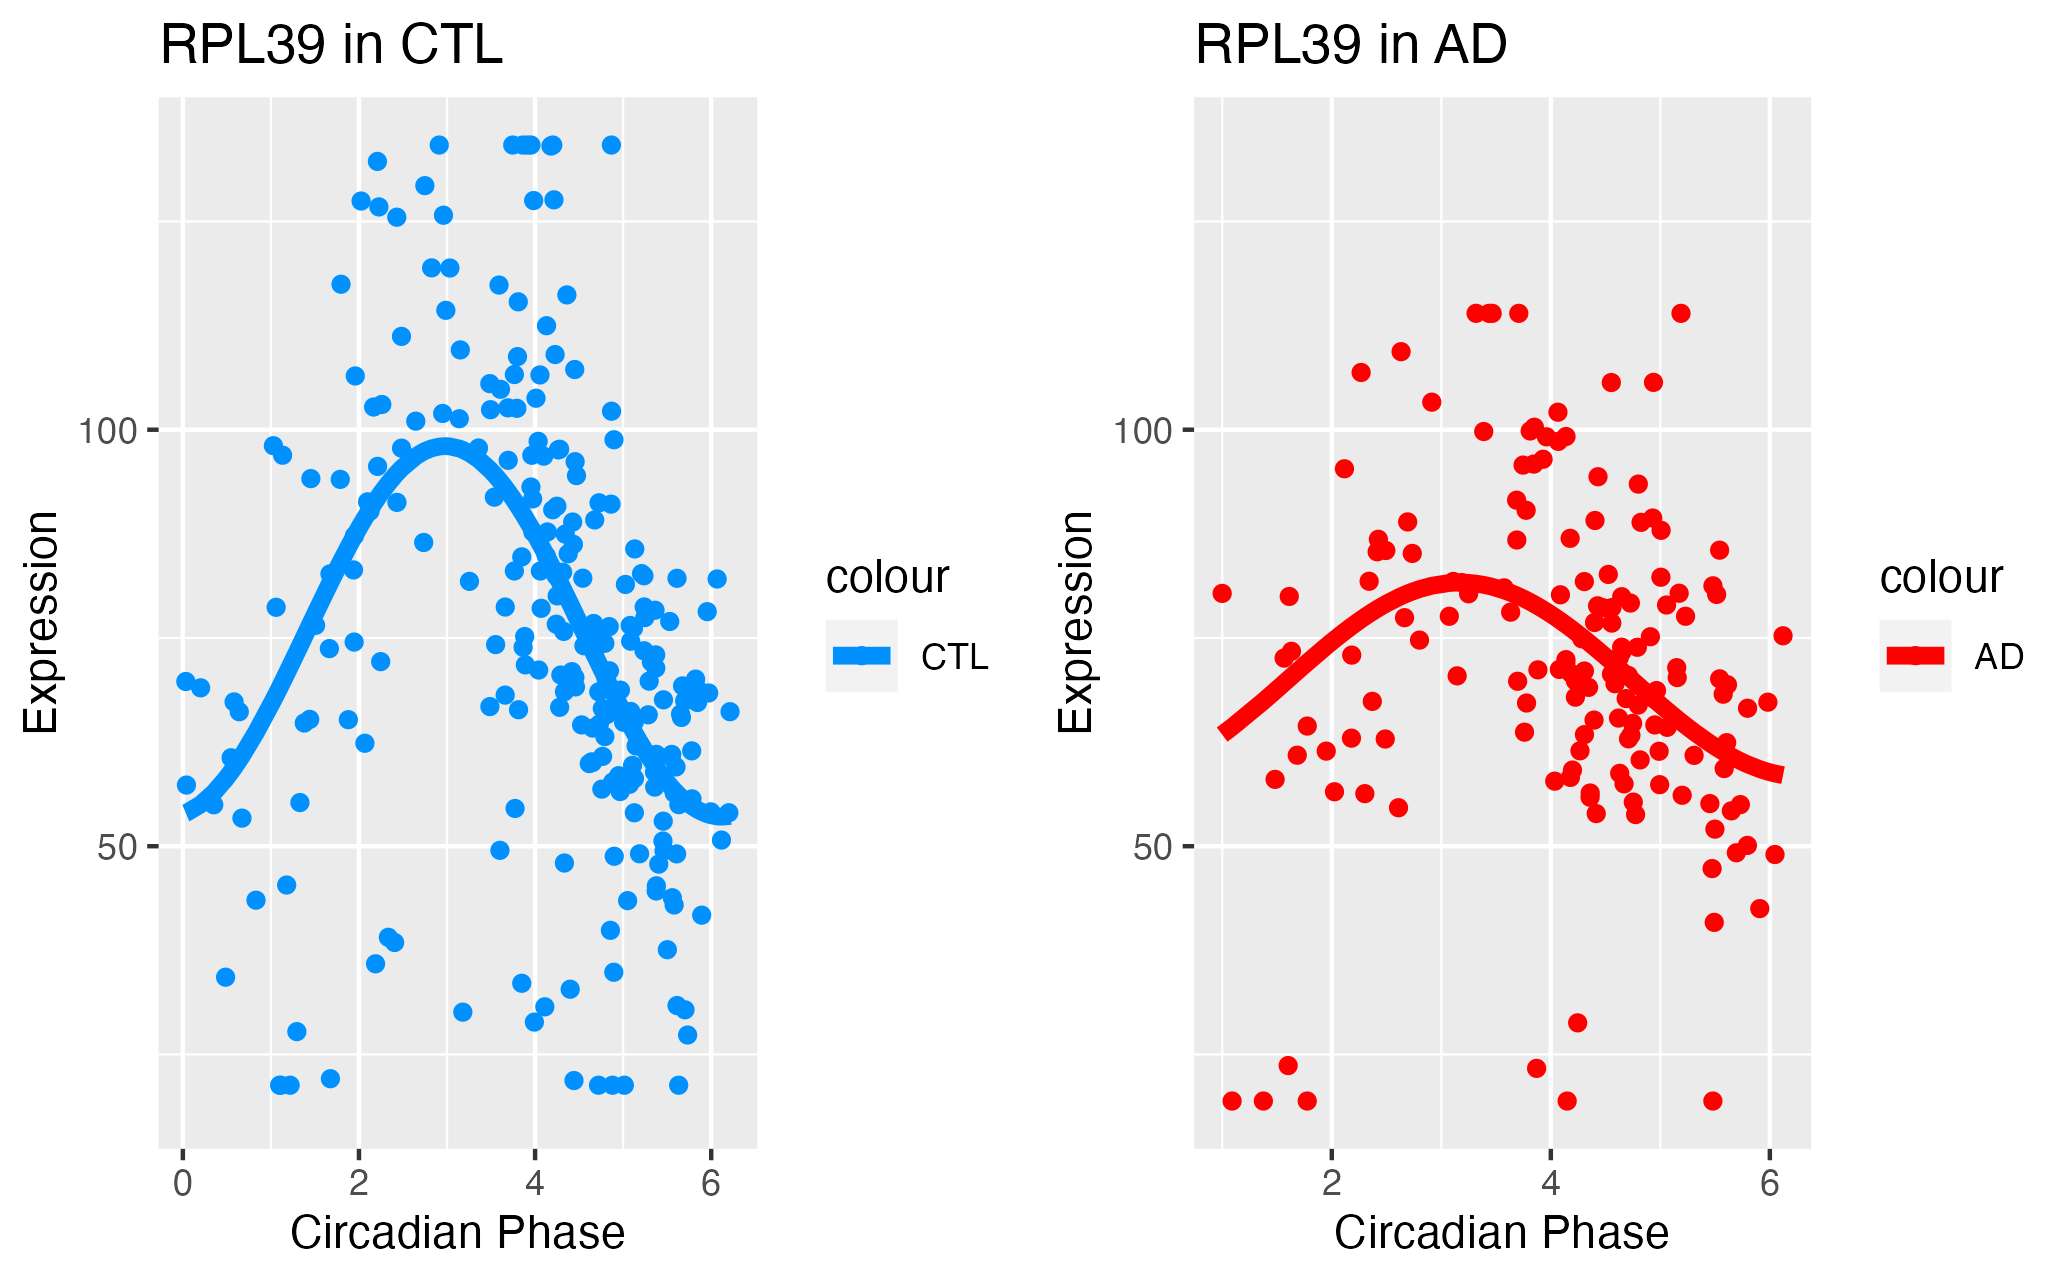 RPL39 in CTL
Expression
100
50
0 2 4 6
Circadian Phase
colour
CTL
RPL39 in AD
Expression
100
50
2 4 6
Circadian Phase
colour
AD